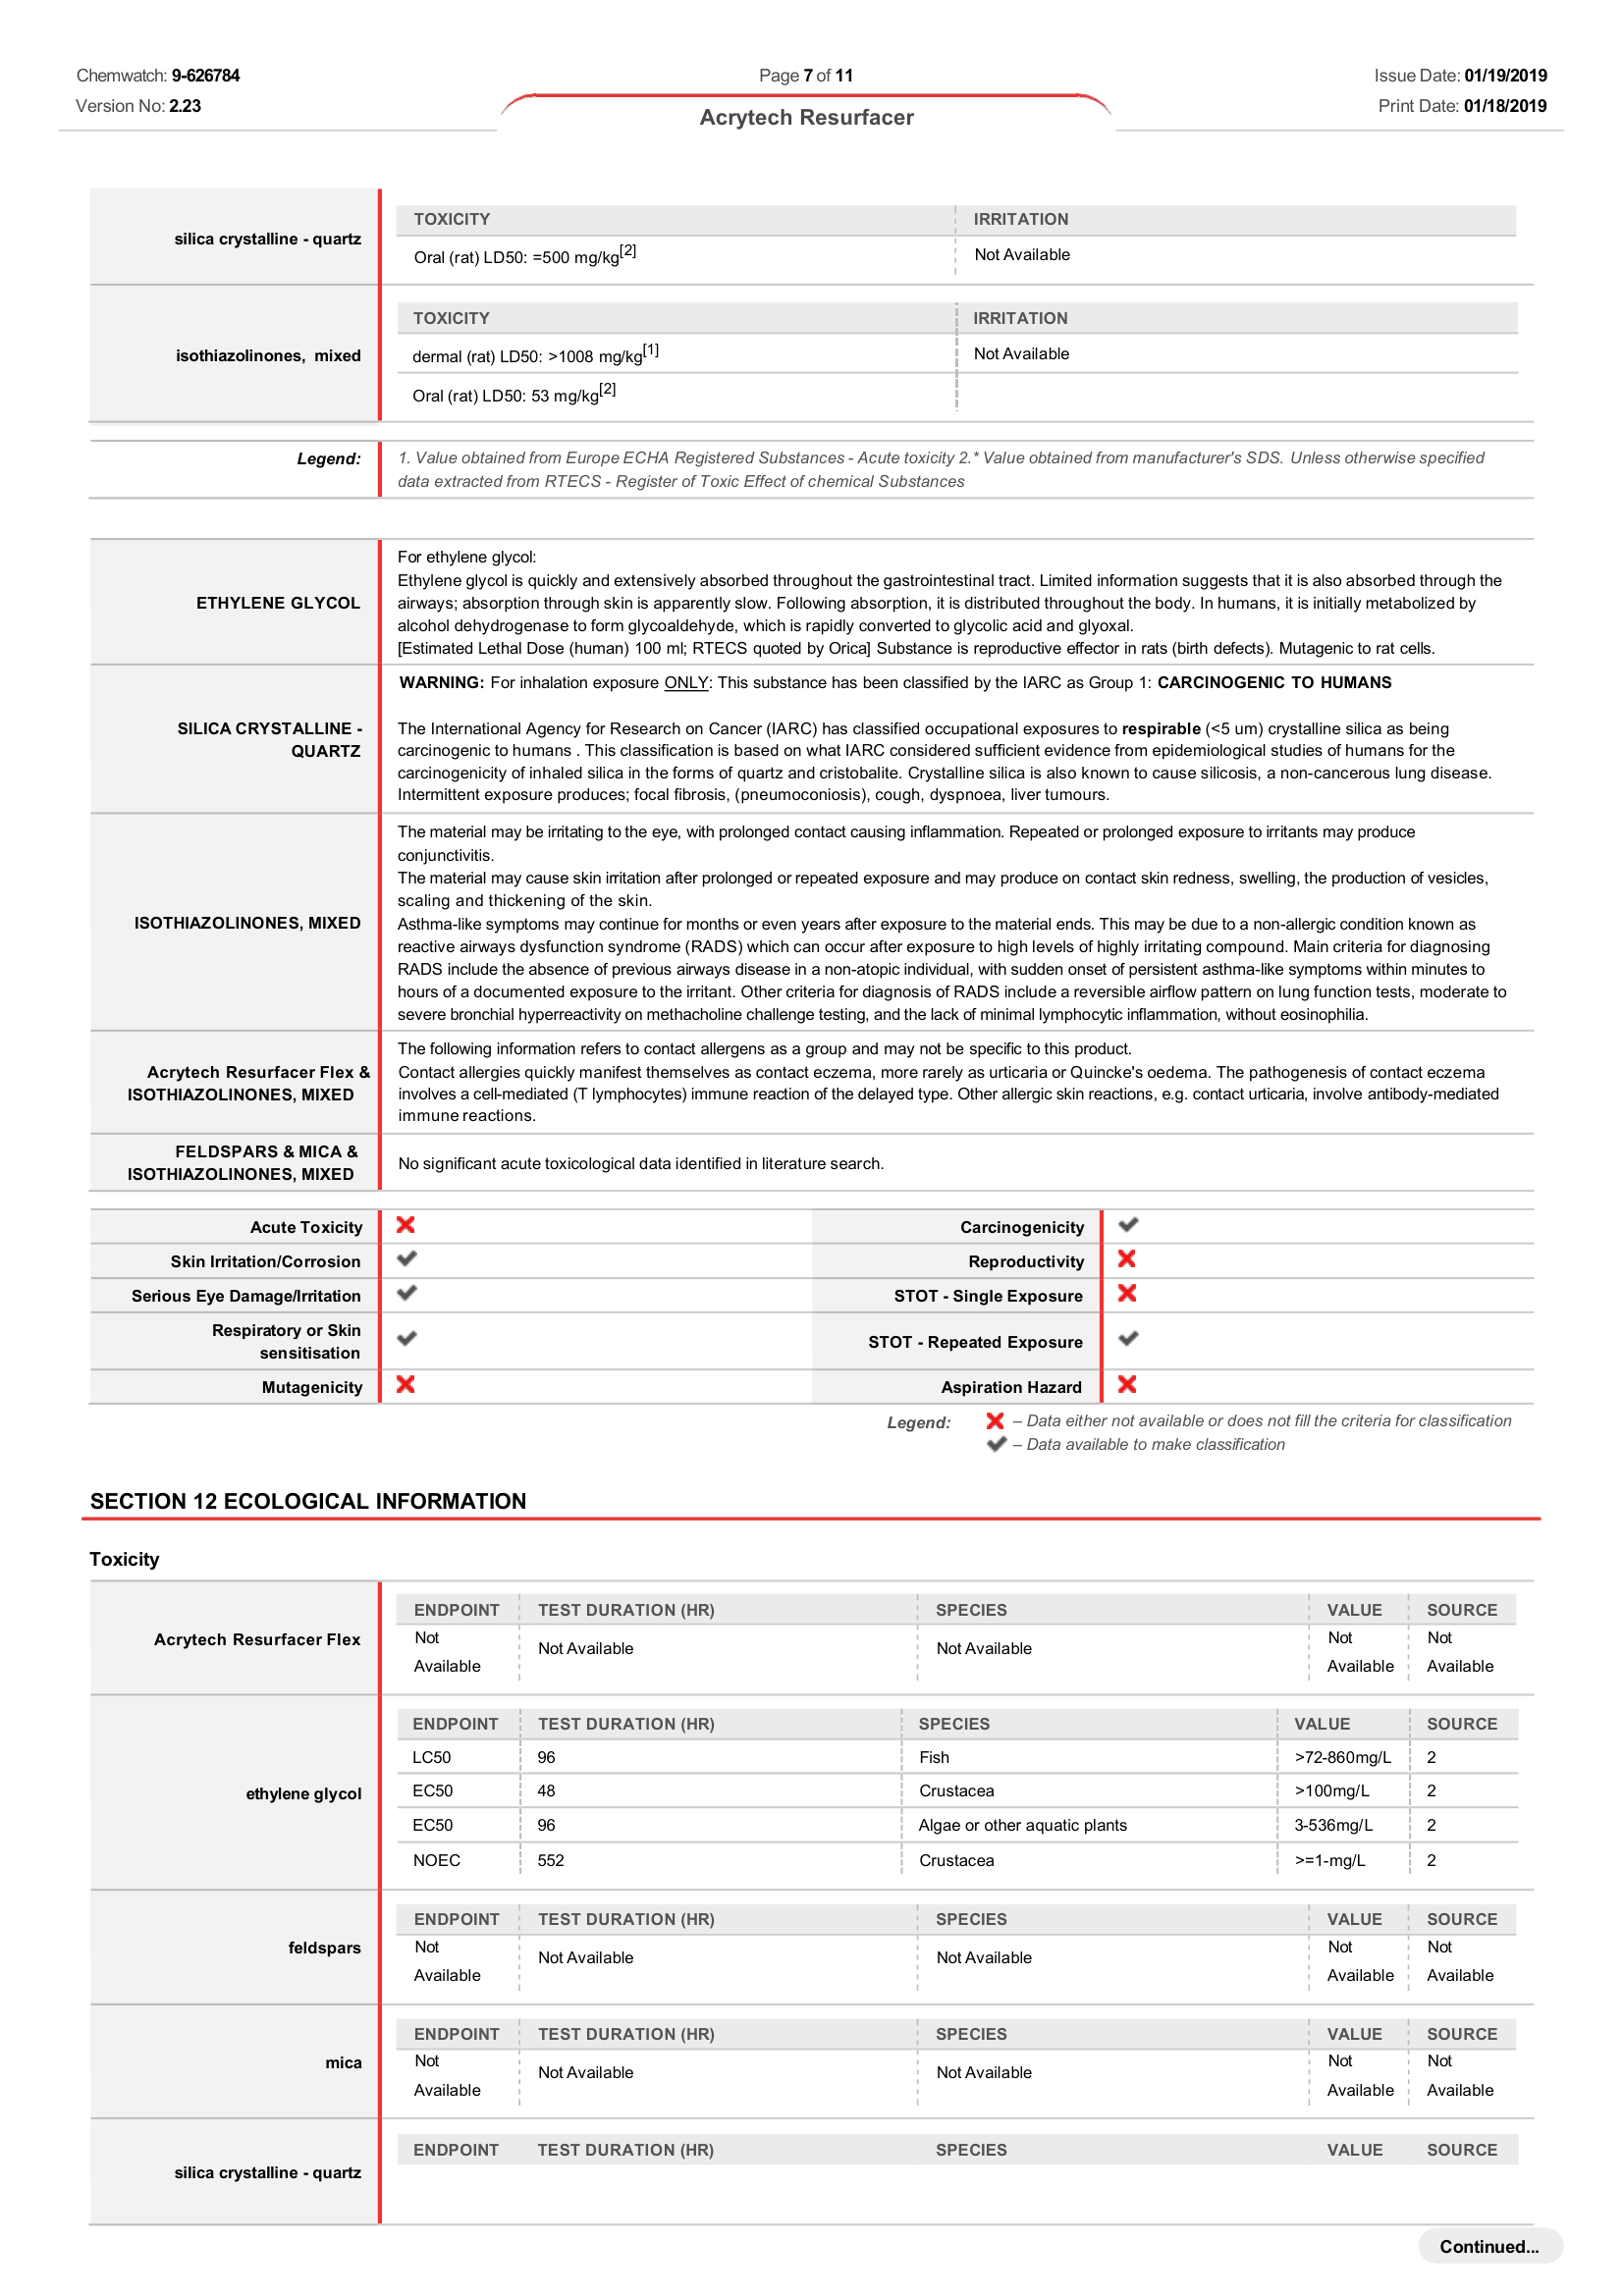 Chemwatch: 9-626784
Page 7 of 11
Issue Date: 01/19/2019
Version No: 2.23
Acrytech Resurfacer
Print Date: 01/18/2019
silica crystalline - quartz
TOXICITY
IRRITATION
Oral (rat) LD50: =500 mg/kg[2]
Not Available
isothiazolinones, mixed
TOXICITY
IRRITATION
dermal (rat) LD50: >1008 mg/kg[1]
Not Available
Oral (rat) LD50: 53 mg/kg[2]
Legend:
1. Value obtained from Europe ECHA Registered Substances - Acute toxicity 2.* Value obtained from manufacturer's SDS. Unless otherwise specified
data extracted from RTECS - Register of Toxic Effect of chemical Substances
ETHYLENE GLYCOL
For ethylene glycol:
Ethylene glycol is quickly and extensively absorbed throughout the gastrointestinal tract. Limited information suggests that it is also absorbed through the
airways; absorption through skin is apparently slow. Following absorption, it is distributed throughout the body. In humans, it is initially metabolized by
alcohol dehydrogenase to form glycoaldehyde, which is rapidly converted to glycolic acid and glyoxal.
[Estimated Lethal Dose (human) 100 ml; RTECS quoted by Orica] Substance is reproductive effector in rats (birth defects). Mutagenic to rat cells.
SILICA CRYSTALLINE -
QUARTZ
WARNING: For inhalation exposure ONLY: This substance has been classified by the IARC as Group 1: CARCINOGENIC TO HUMANS
The International Agency for Research on Cancer (IARC) has classified occupational exposures to respirable (<5 um) crystalline silica as being
carcinogenic to humans . This classification is based on what IARC considered sufficient evidence from epidemiological studies of humans for the
carcinogenicity of inhaled silica in the forms of quartz and cristobalite. Crystalline silica is also known to cause silicosis, a non-cancerous lung disease.
Intermittent exposure produces; focal fibrosis, (pneumoconiosis), cough, dyspnoea, liver tumours.
ISOTHIAZOLINONES, MIXED
The material may be irritating to the eye, with prolonged contact causing inflammation. Repeated or prolonged exposure to irritants may produce
conjunctivitis.
The material may cause skin irritation after prolonged or repeated exposure and may produce on contact skin redness, swelling, the production of vesicles,
scaling and thickening of the skin.
Asthma-like symptoms may continue for months or even years after exposure to the material ends. This may be due to a non-allergic condition known as
reactive airways dysfunction syndrome (RADS) which can occur after exposure to high levels of highly irritating compound. Main criteria for diagnosing
RADS include the absence of previous airways disease in a non-atopic individual, with sudden onset of persistent asthma-like symptoms within minutes to
hours of a documented exposure to the irritant. Other criteria for diagnosis of RADS include a reversible airflow pattern on lung function tests, moderate to
severe bronchial hyperreactivity on methacholine challenge testing, and the lack of minimal lymphocytic inflammation, without eosinophilia.
Acrytech Resurfacer Flex &
ISOTHIAZOLINONES, MIXED
The following information refers to contact allergens as a group and may not be specific to this product.
Contact allergies quickly manifest themselves as contact eczema, more rarely as urticaria or Quincke's oedema. The pathogenesis of contact eczema
involves a cell-mediated (T lymphocytes) immune reaction of the delayed type. Other allergic skin reactions, e.g. contact urticaria, involve antibody-mediated
immune reactions.
FELDSPARS & MICA &
ISOTHIAZOLINONES, MIXED
No significant acute toxicological data identified in literature search.
Acute Toxicity
Carcinogenicity
Skin Irritation/Corrosion
Reproductivity
Serious Eye Damage/Irritation
STOT - Single Exposure
Respiratory or Skin
sensitisation
STOT - Repeated Exposure
Mutagenicity
Aspiration Hazard
Legend:
– Data either not available or does not fill the criteria for classification
– Data available to make classification
SECTION 12 ECOLOGICAL INFORMATION
Toxicity
Acrytech Resurfacer Flex
ENDPOINT TEST DURATION (HR) SPECIES VALUE SOURCE
Not
Available
Not Available
Not Available
Not
Available
Not
Available
ethylene glycol
ENDPOINT TEST DURATION (HR) SPECIES VALUE SOURCE
LC50 96 Fish >72-860mg/L 2
EC50 48 Crustacea >100mg/L 2
EC50 96 Algae or other aquatic plants 3-536mg/L 2
NOEC 552 Crustacea >=1-mg/L 2
feldspars
ENDPOINT TEST DURATION (HR) SPECIES VALUE SOURCE
Not
Available
Not Available
Not Available
Not
Available
Not
Available
mica
ENDPOINT TEST DURATION (HR) SPECIES VALUE SOURCE
Not
Available
Not Available
Not Available
Not
Available
Not
Available
silica crystalline - quartz
ENDPOINT TEST DURATION (HR) SPECIES VALUE SOURCE
Continued...